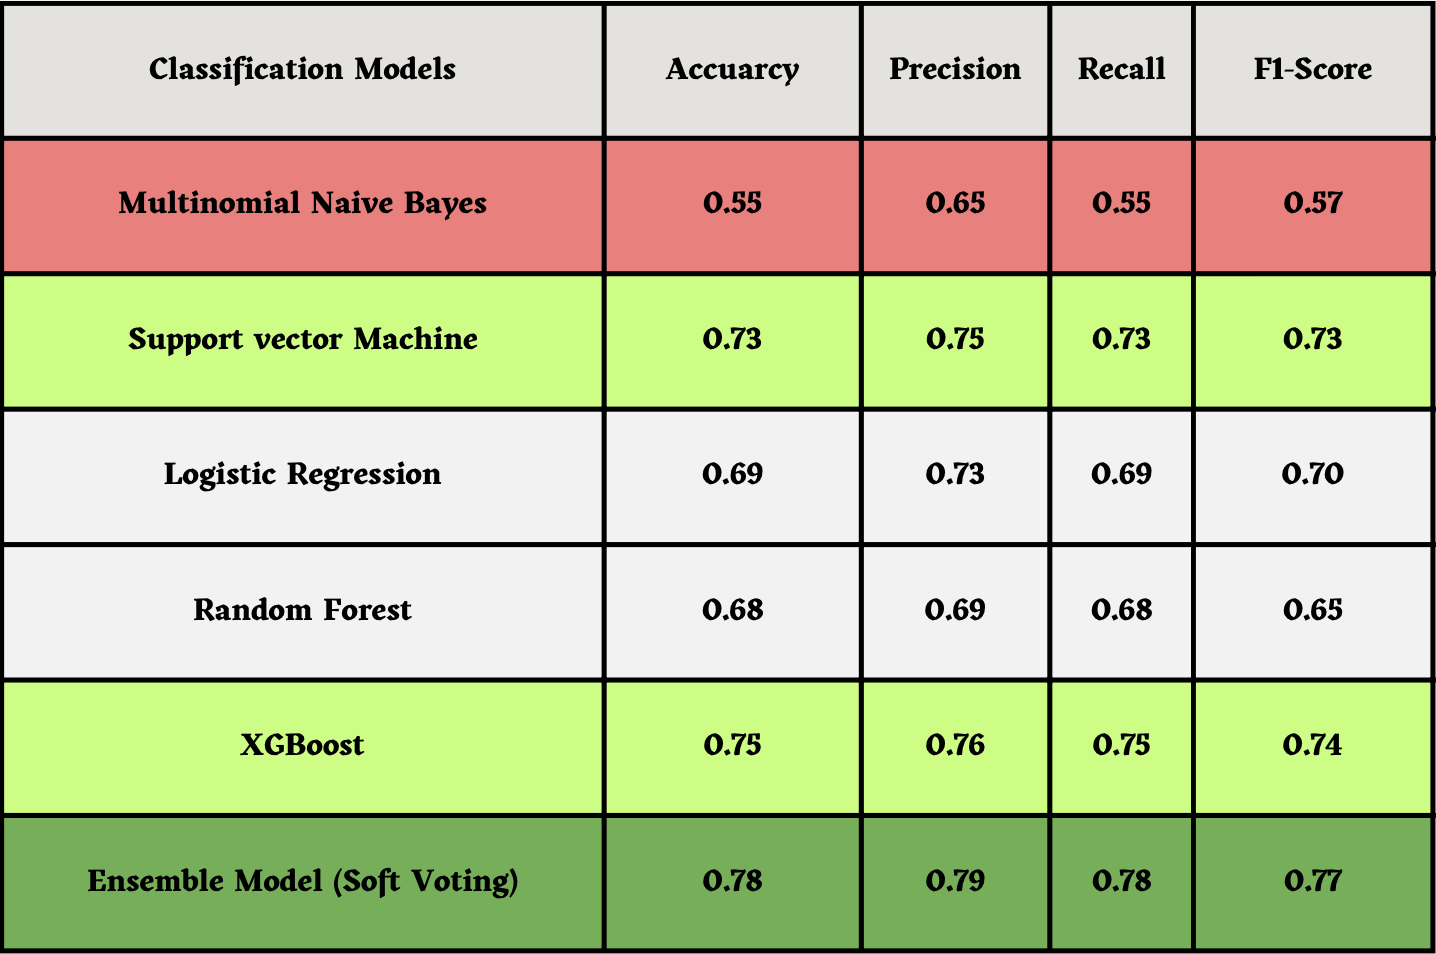 Classification Models Accuarcy Precision Recall F1-Score
Multinomial Naive Bayes 0.55 0.65 0.55 0.57
Support vector Machine 0.73 0.75 0.73 0.73
Logistic Regression 0.69 0.73 0.69 0.70
Random Forest 0.68 0.69 0.68 0.65
XGBoost 0.75 0.76 0.75 0.74
Ensemble Model (Soft Voting) 0.78 0.79 0.78 0.77